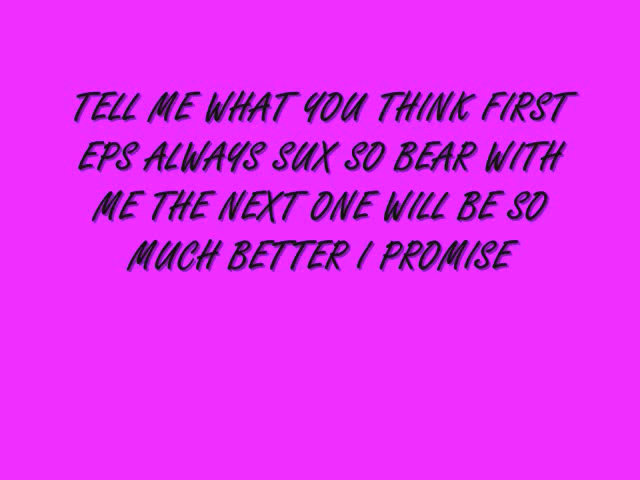 TELL ME WHAT YOU THINK FIRST
EPS ALWAYS SUX SO BEAR WITH
ME THE NEXT ONE WILL BE SO
MUCH BETTER I PROMISE